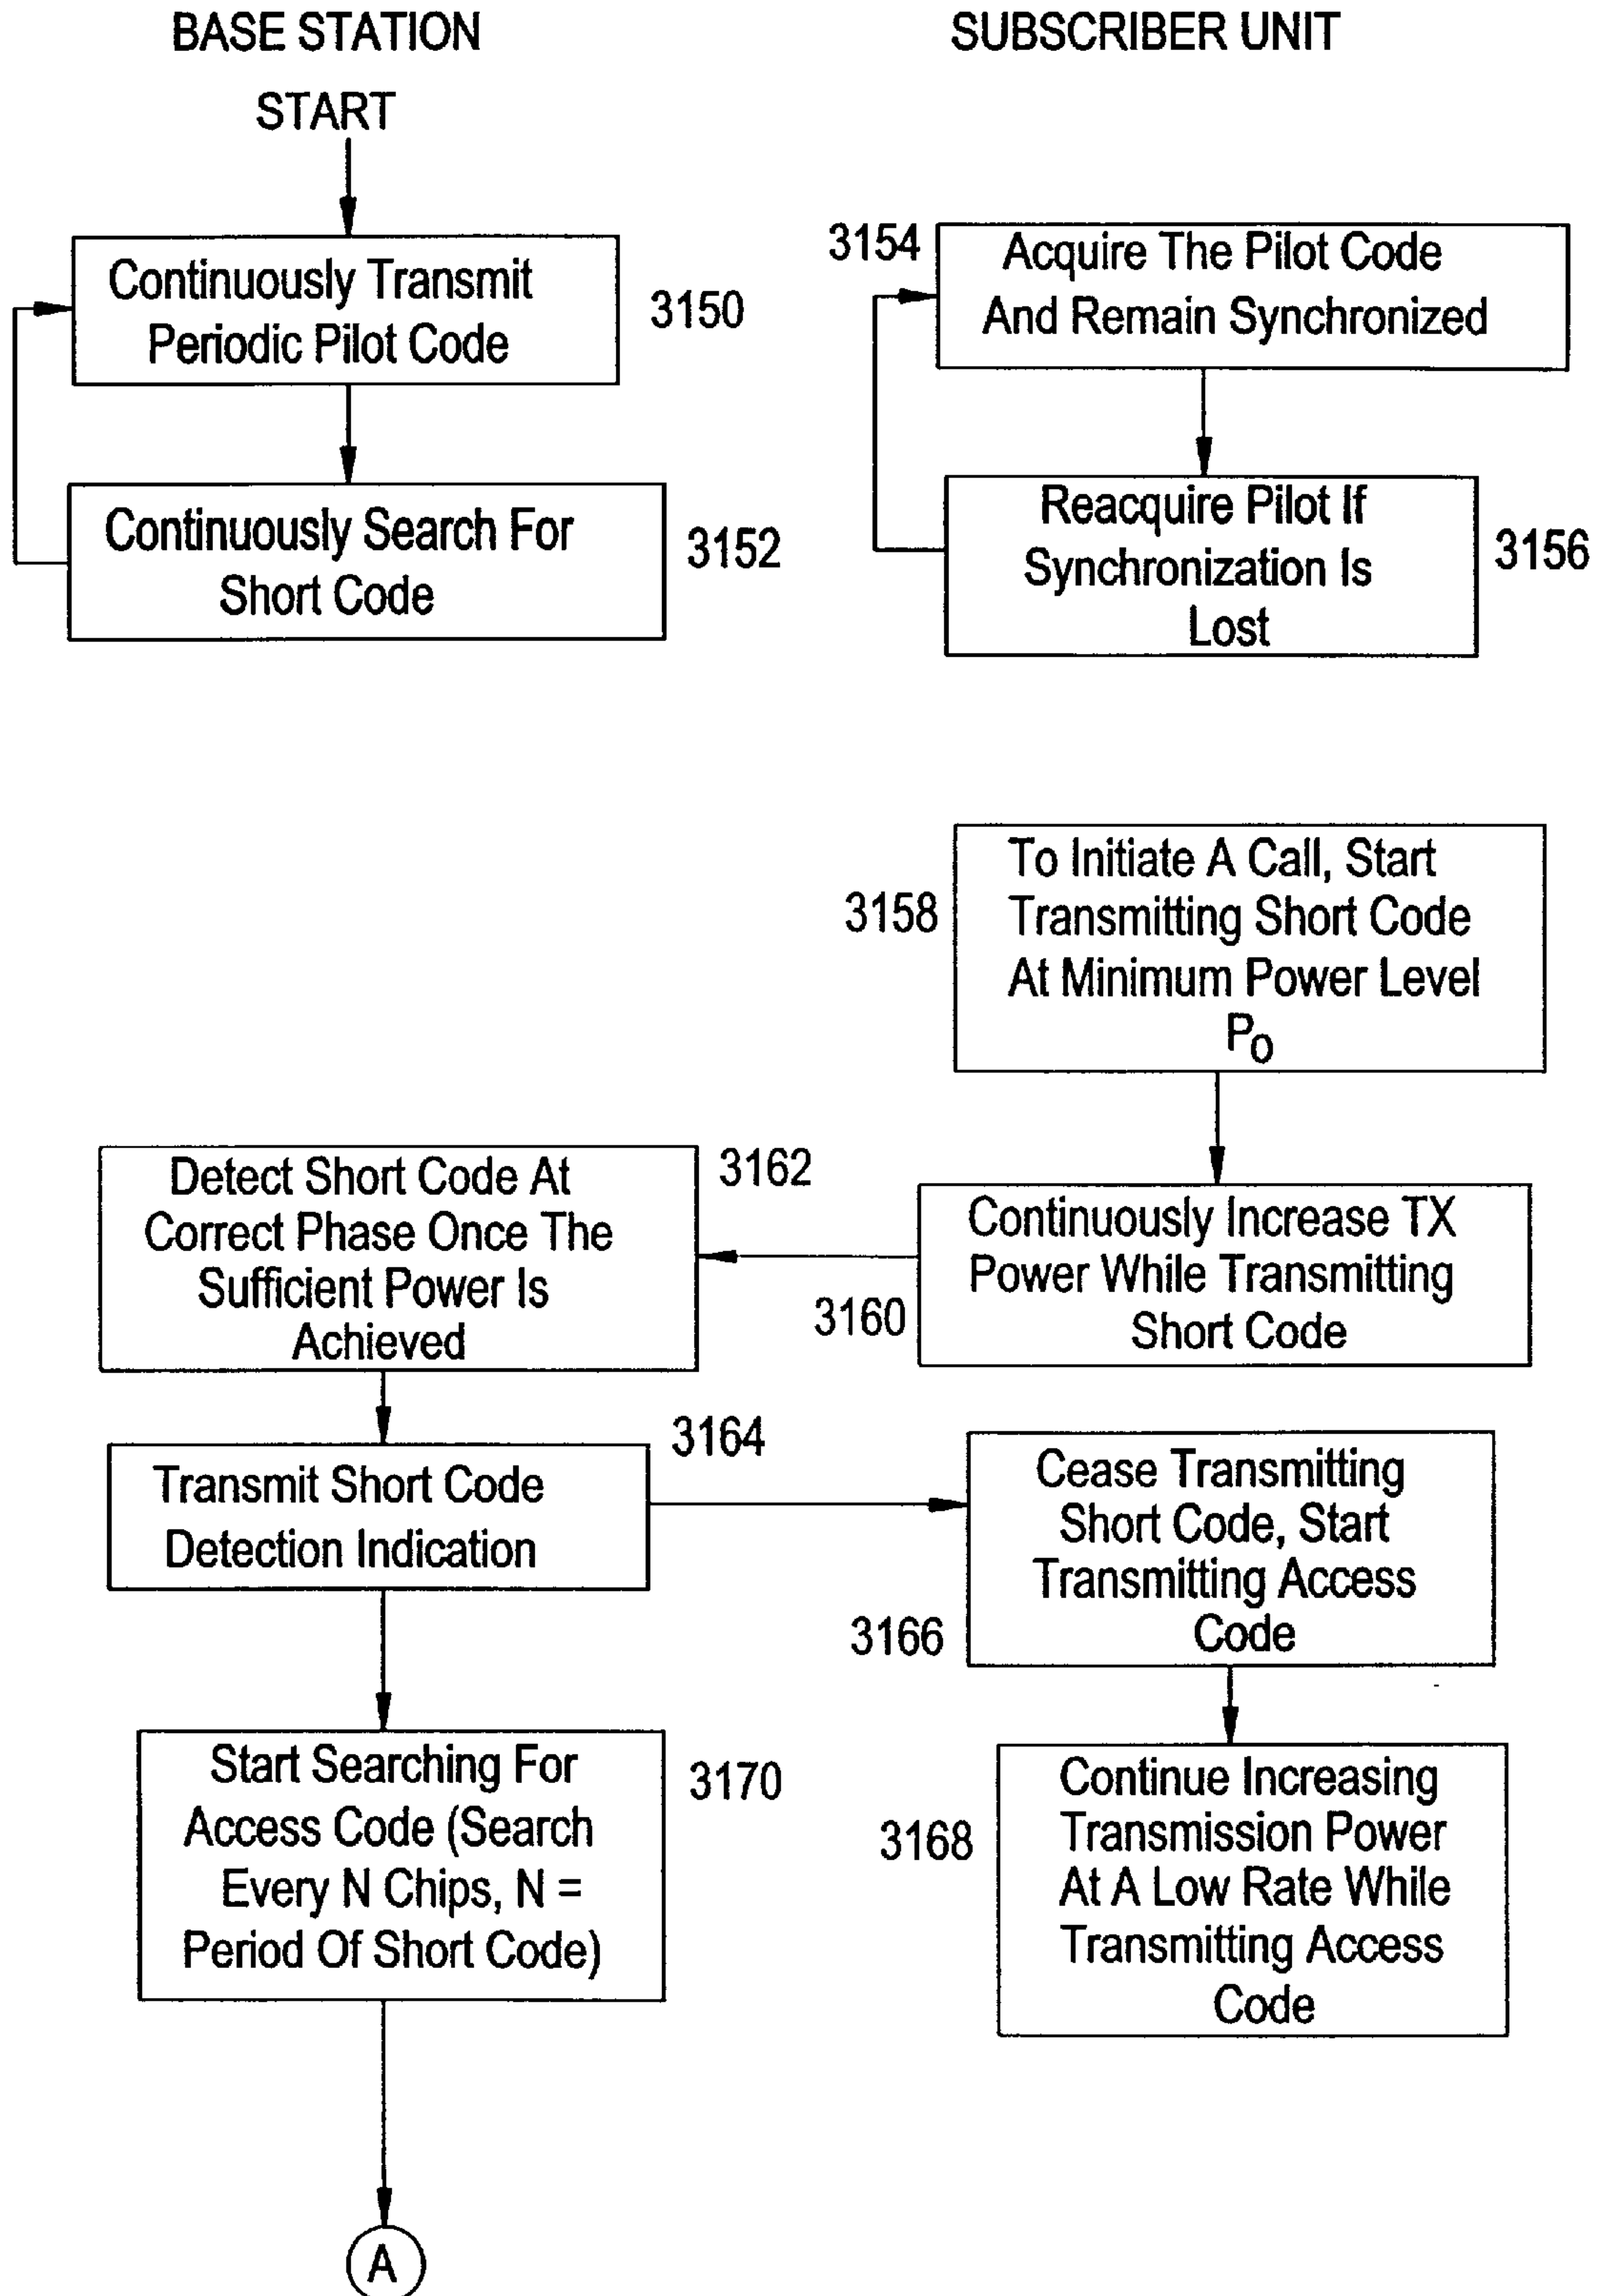 BASE STATION
SUBSCRIBER UNIT
START
Continuously Transmit
Periodic Pilot Code
3150
3154
Acquire The Pilot Code
And Remain Synchronized
Continuously Search For
Short Code
3152
Reacquire Pilot If
Synchronization Is
Lost
3156
3158
To Initiate A Call, Start
Transmitting Short Code
At Minimum Power Level
P0
Detect Short Code At
Correct Phase Once The
Sufficient Power Is
Achieved
3162
3160
Continuously Increase TX
Power While Transmitting
Short Code
Transmit Short Code
Detection Indication
3164
3166
Cease Transmitting
Short Code, Start
Transmitting Access
Code
Start Searching For
Access Code (Search
Every N Chips, N =
Period Of Short Code)
3170
3168
Continue Increasing
Transmission Power
At A Low Rate While
Transmitting Access
Code
A